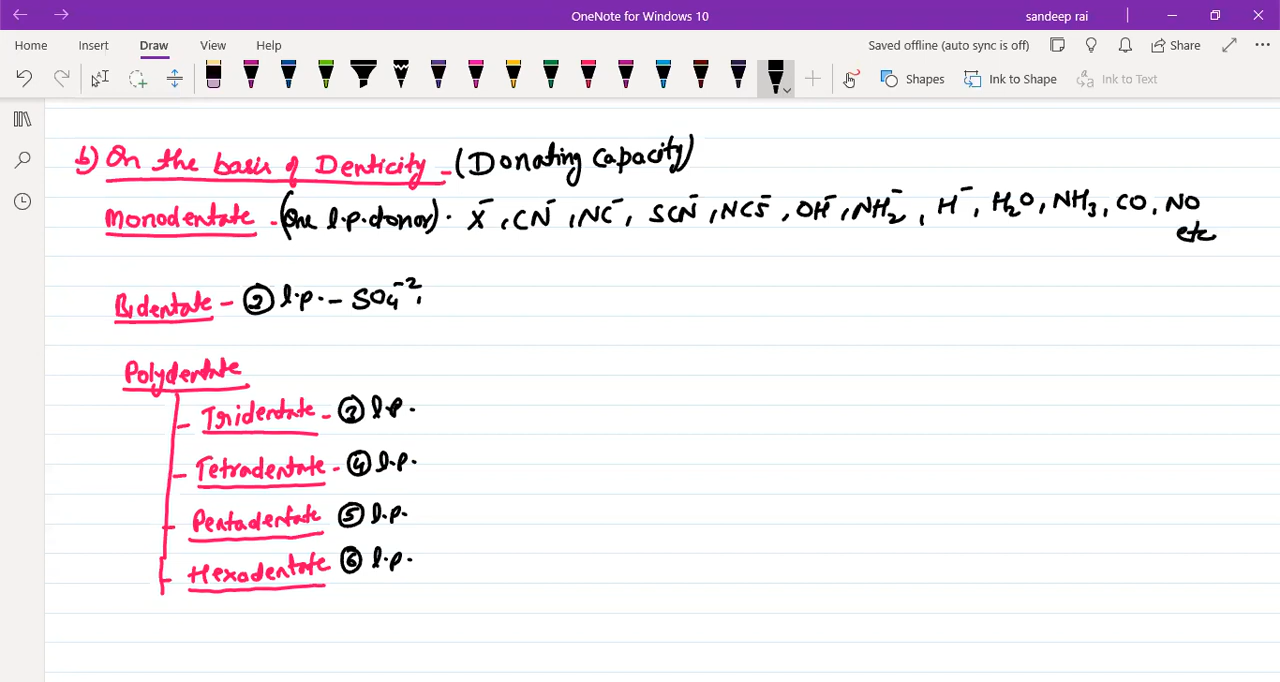 OneNote for Windows 10
sandeep rai
Home Insert Draw View Help
Saved offline (auto sync is off) Share
Shapes Ink to Shape Ink to Text
b) On the basis of Denticity - (Donating Capacity)
Monodentate - (One l.p. donor). X⁻, CN⁻, NC⁻, SCN⁻, NCS⁻, OH⁻, NH₂⁻, H⁻, H₂O, NH₃, CO, NO
etc
Bidentate - ② l.p. - SO₄⁻²,
Polydentate
- Tridentate - ③ l.p.
- Tetradentate - ④ l.p.
- Pentadentate ⑤ l.p.
- Hexadentate ⑥ l.p.